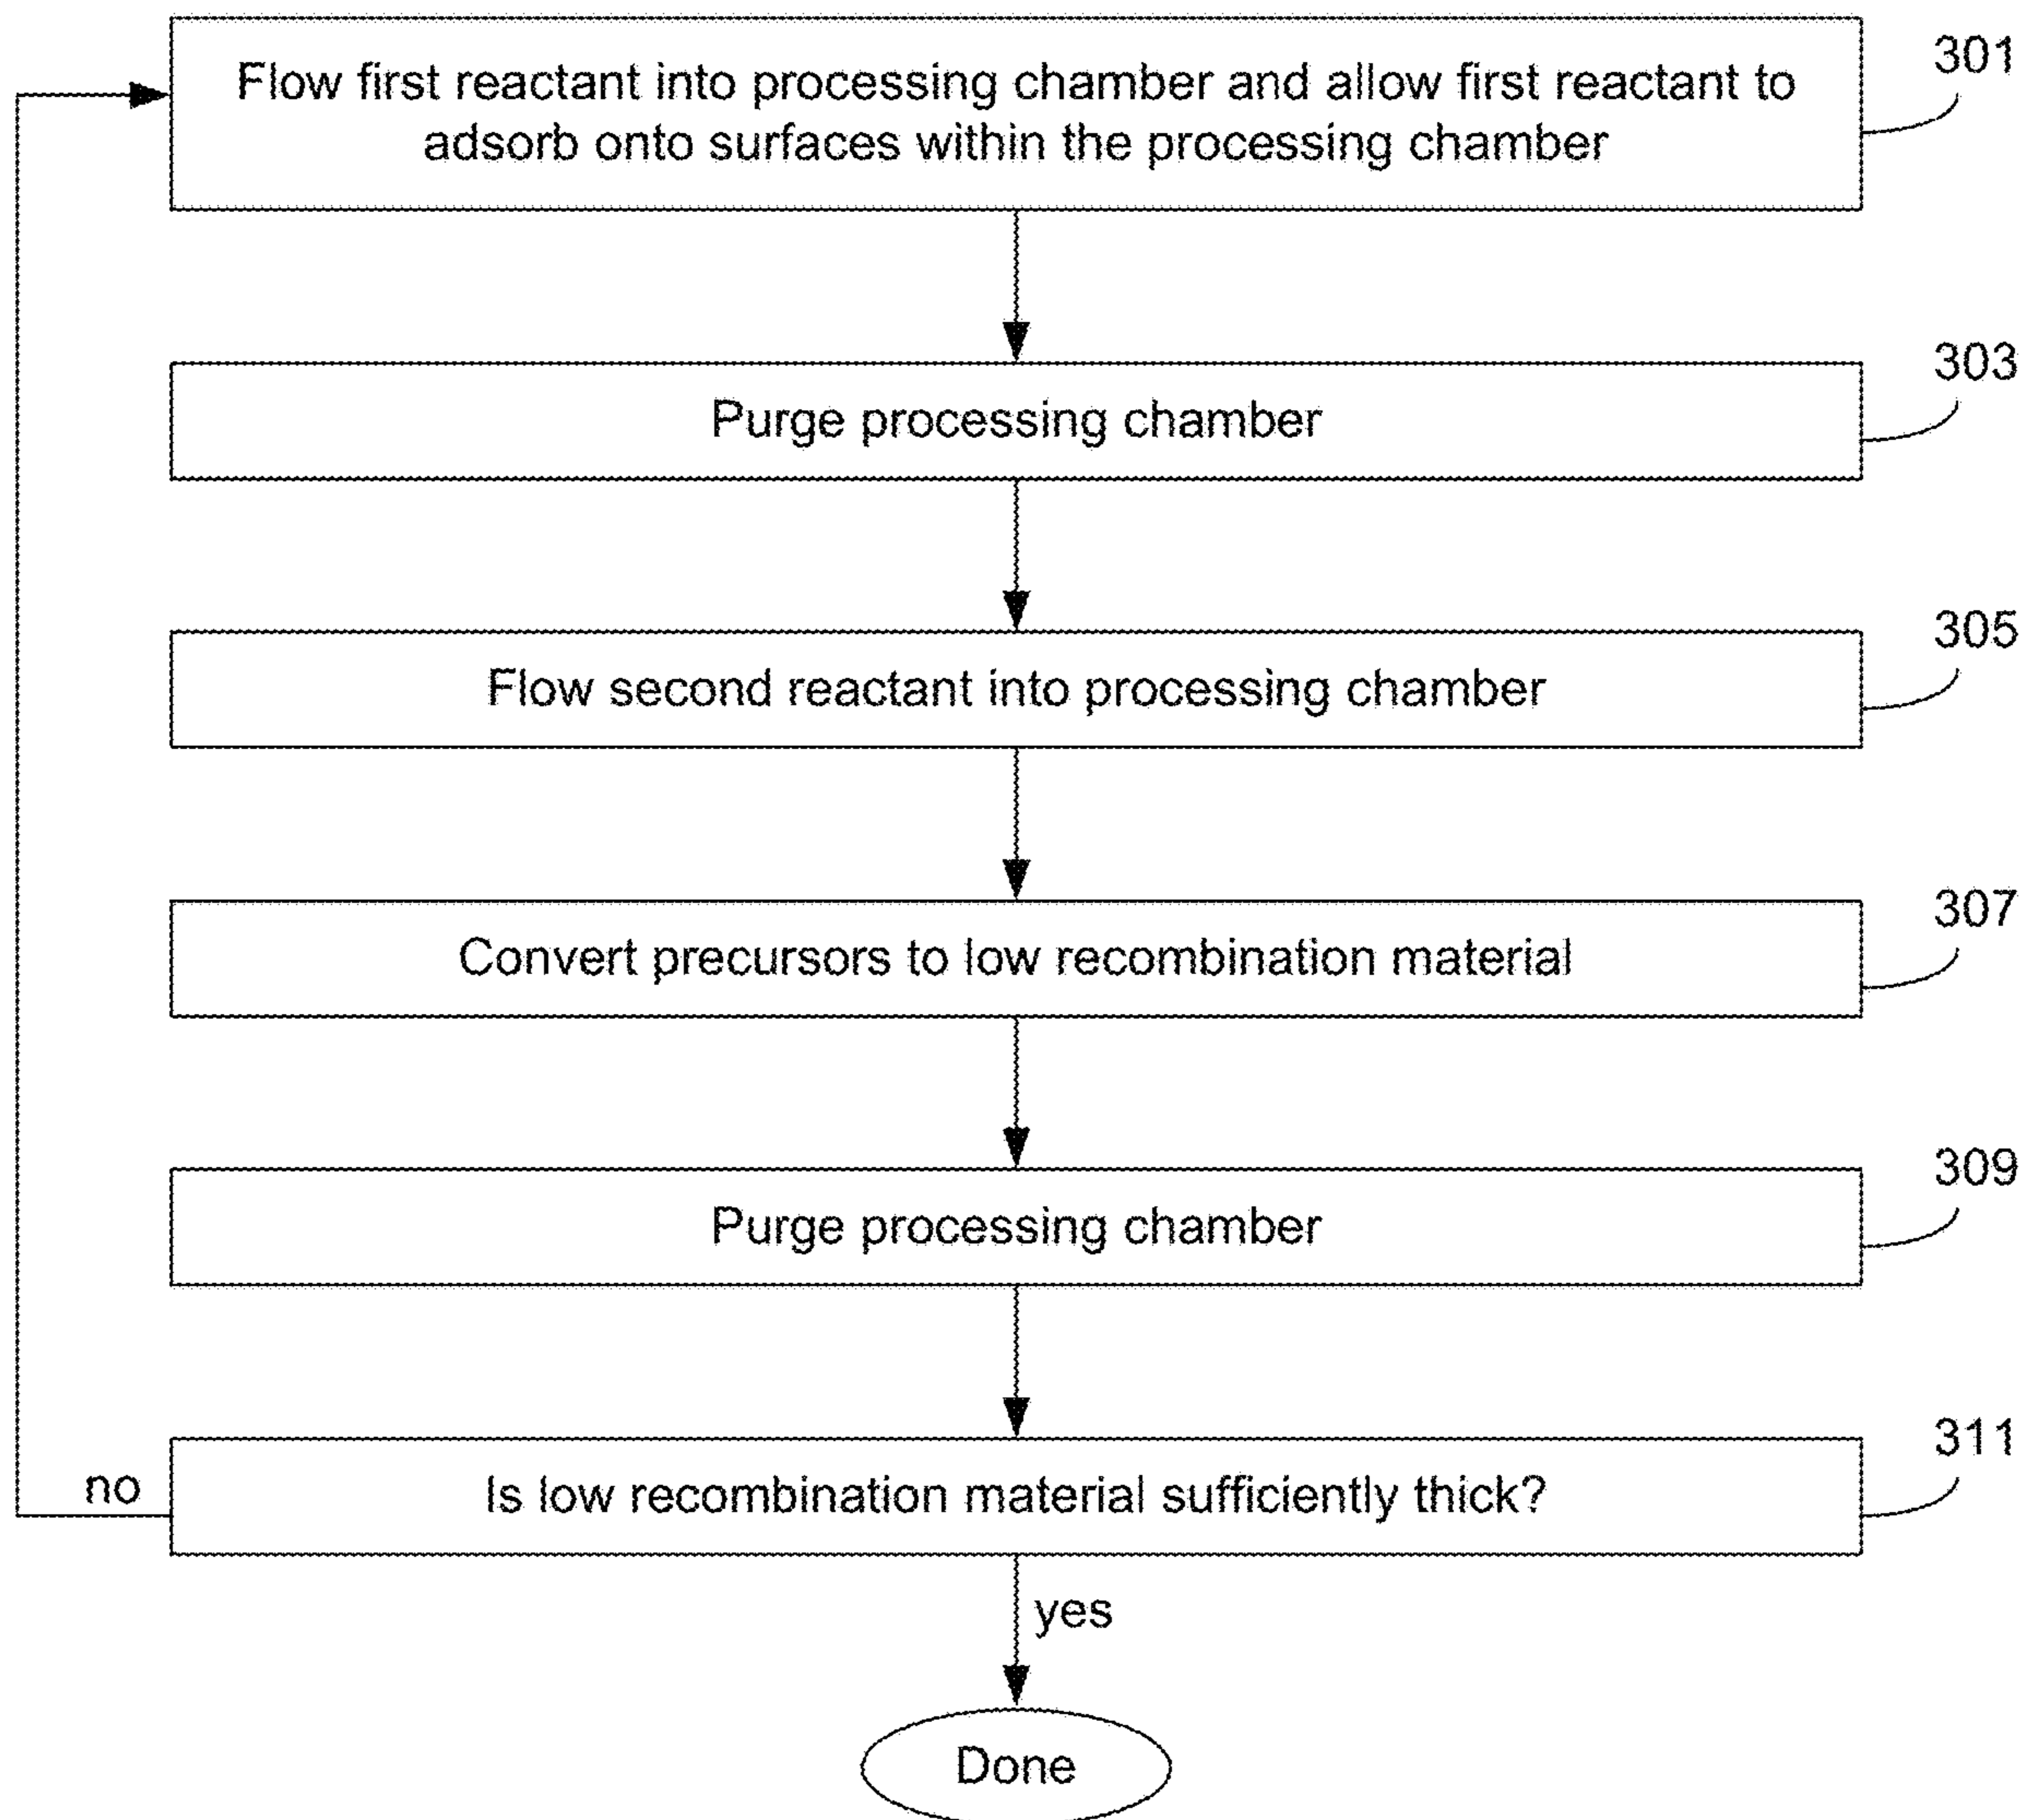 Flow first reactant into processing chamber and allow first reactant to
adsorb onto surfaces within the processing chamber
301
Purge processing chamber
303
Flow second reactant into processing chamber
305
Convert precursors to low recombination material
307
Purge processing chamber
309
Is low recombination material sufficiently thick?
311
no
yes
Done